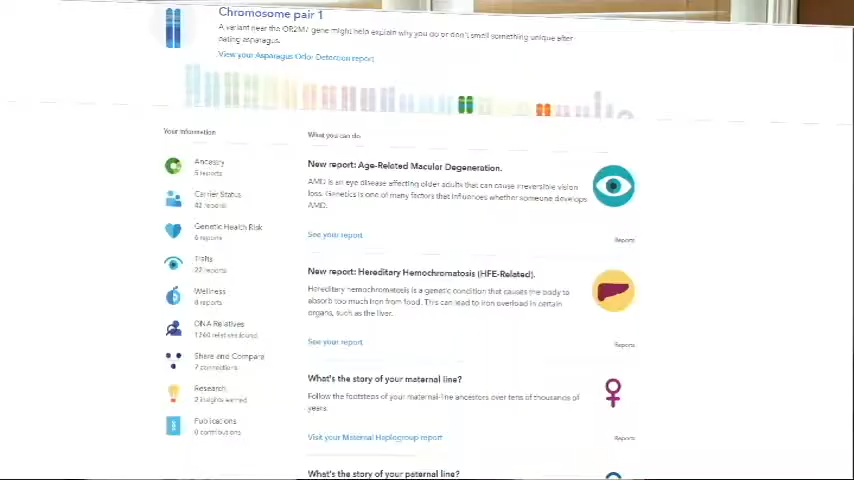 Chromosome pair 1
A variant near the OR2M7 gene might help explain why you do or don't smell something unique after
eating asparagus.
View your Asparagus Odor Detection report
Your Information
What you can do
Ancestry
5 reports
Carrier Status
42 reports
Genetic Health Risk
6 reports
Traits
22 reports
Wellness
8 reports
DNA Relatives
1260 relatives found
Share and Compare
7 connections
Research
2 insights earned
Publications
0 contributions
New report: Age-Related Macular Degeneration.
AMD is an eye disease affecting older adults that can cause irreversible vision
loss. Genetics is one of many factors that influences whether someone develops
AMD.
See your report
Reports
New report: Hereditary Hemochromatosis (HFE-Related).
Hereditary hemochromatosis is a genetic condition that causes the body to
absorb too much iron from food. This can lead to iron overload in certain
organs, such as the liver.
See your report
Reports
What's the story of your maternal line?
Follow the footsteps of your maternal-line ancestors over tens of thousands of
years
Visit your Maternal Haplogroup report
Reports
What's the story of your paternal line?